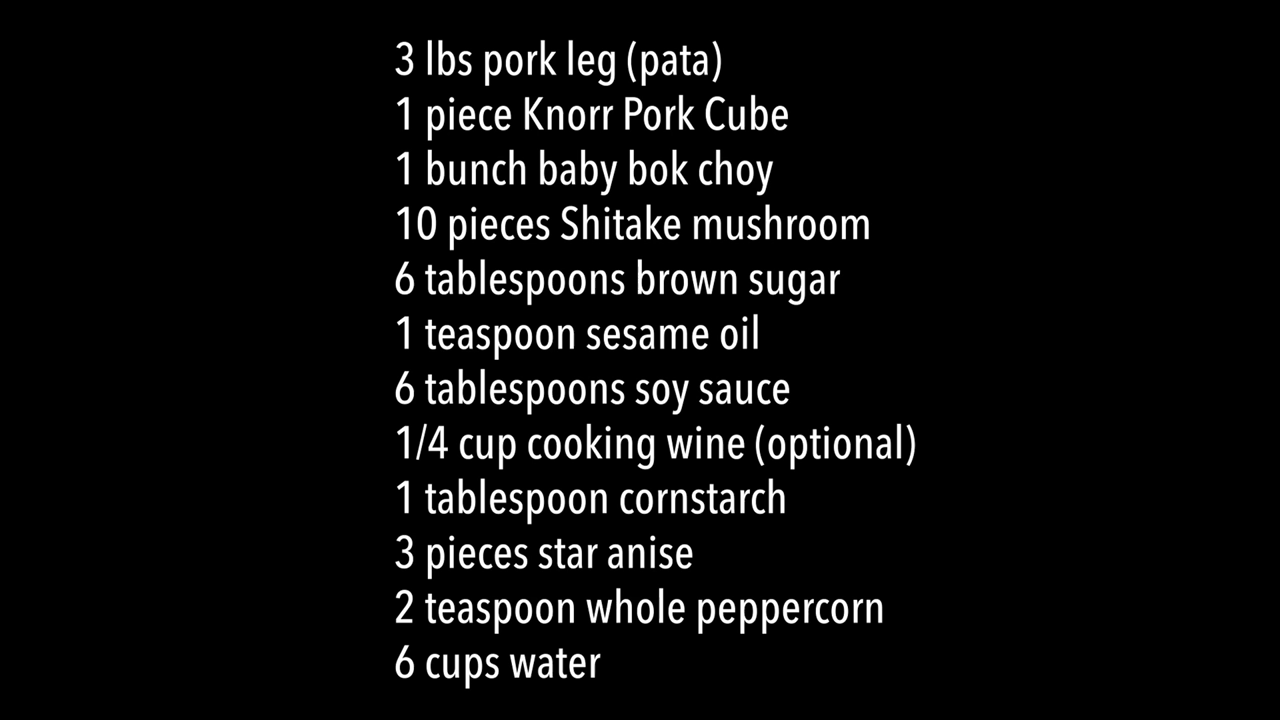 3 lbs pork leg (pata)
1 piece Knorr Pork Cube
1 bunch baby bok choy
10 pieces Shitake mushroom
6 tablespoons brown sugar
1 teaspoon sesame oil
6 tablespoons soy sauce
1/4 cup cooking wine (optional)
1 tablespoon cornstarch
3 pieces star anise
2 teaspoon whole peppercorn
6 cups water